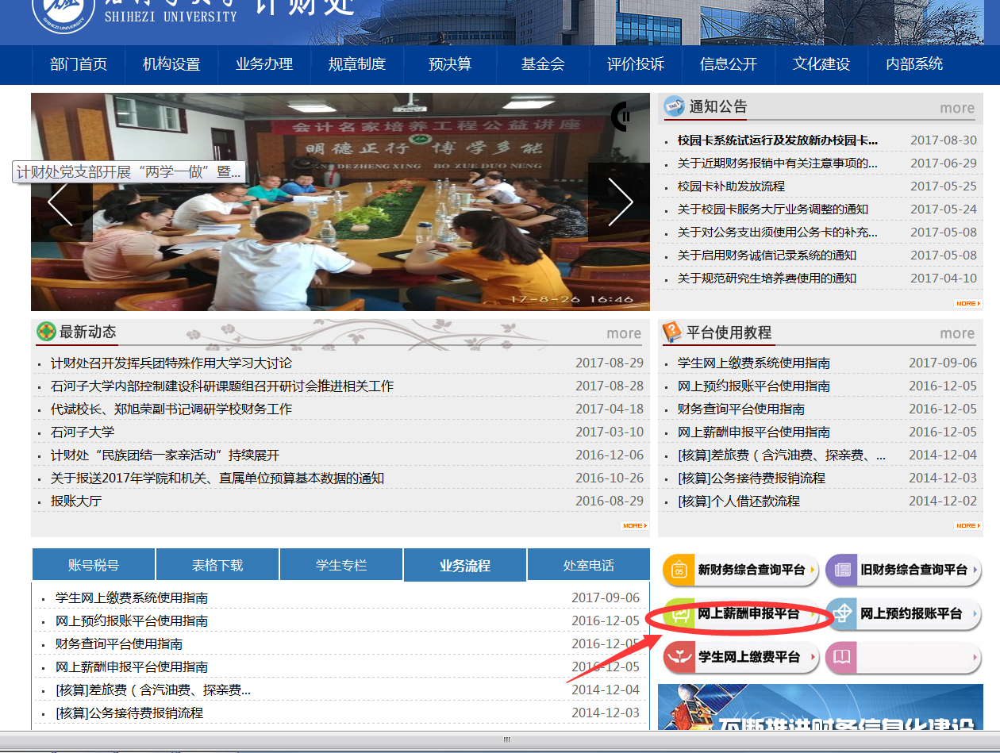 SHIHEZI UNIVERSITY
计财处
部门首页 机构设置 业务办理 规章制度 预决算 基金会 评价投诉 信息公开 文化建设 内部系统
会计名家培养工程公益讲座
明德正行 博学多能
DEZHENGXING BO XUE DUO NENG
计财处党支部开展“两学一做”暨...
17-8-26 16:46
通知公告 more
校园卡系统试运行及发放新办校园卡... 2017-08-30
关于近期财务报销中有关注意事项的... 2017-06-29
校园卡补助发放流程 2017-05-25
关于校园卡服务大厅业务调整的通知 2017-05-24
关于对公务支出须使用公务卡的补充... 2017-05-08
关于启用财务诚信记录系统的通知 2017-05-08
关于规范研究生培养费使用的通知 2017-04-10
MORE
最新动态 more
计财处召开发挥兵团特殊作用大学习大讨论 2017-08-29
石河子大学内部控制建设科研课题组召开研讨会推进相关工作 2017-08-28
代斌校长、郑旭荣副书记调研学校财务工作 2017-04-18
石河子大学 2017-03-10
计财处“民族团结一家亲活动”持续展开 2016-12-06
关于报送2017年学院和机关、直属单位预算基本数据的通知 2016-10-26
报账大厅 2016-08-29
MORE
平台使用教程 more
学生网上缴费系统使用指南 2017-09-06
网上预约报账平台使用指南 2016-12-05
财务查询平台使用指南 2016-12-05
网上薪酬申报平台使用指南 2016-12-05
[核算]差旅费（含汽油费、探亲费、... 2014-12-04
[核算]公务接待费报销流程 2014-12-03
[核算]个人借还款流程 2014-12-02
MORE
账号税号 表格下载 学生专栏 业务流程 处室电话
学生网上缴费系统使用指南 2017-09-06
网上预约报账平台使用指南 2016-12-05
财务查询平台使用指南 2016-12-05
网上薪酬申报平台使用指南 2016-12-05
[核算]差旅费（含汽油费、探亲费... 2014-12-04
[核算]公务接待费报销流程 2014-12-03
新财务综合查询平台 旧财务综合查询平台
网上薪酬申报平台 网上预约报账平台
学生网上缴费平台
不断推进财务信息化建设